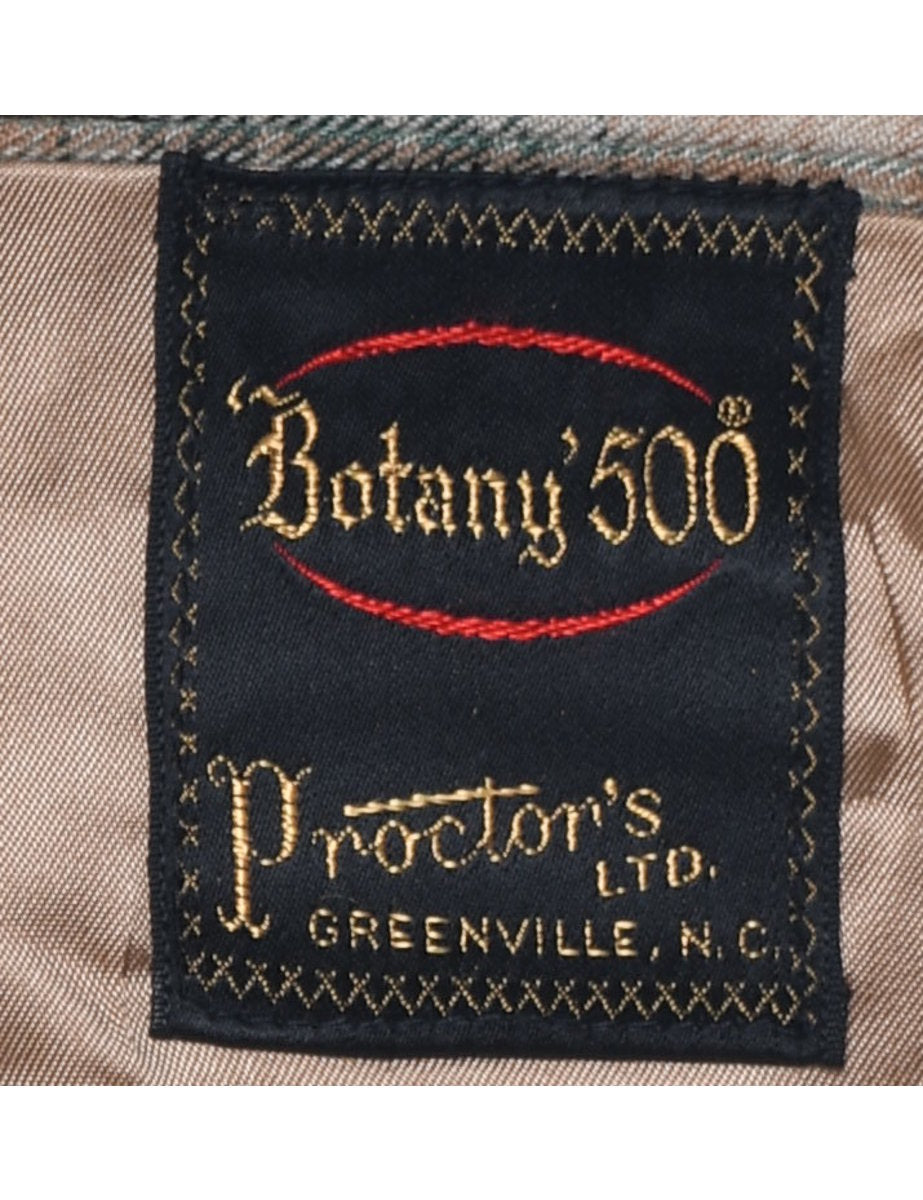 'Botany' 500®
Proctor's
LTD.
GREENVILLE, N.C.